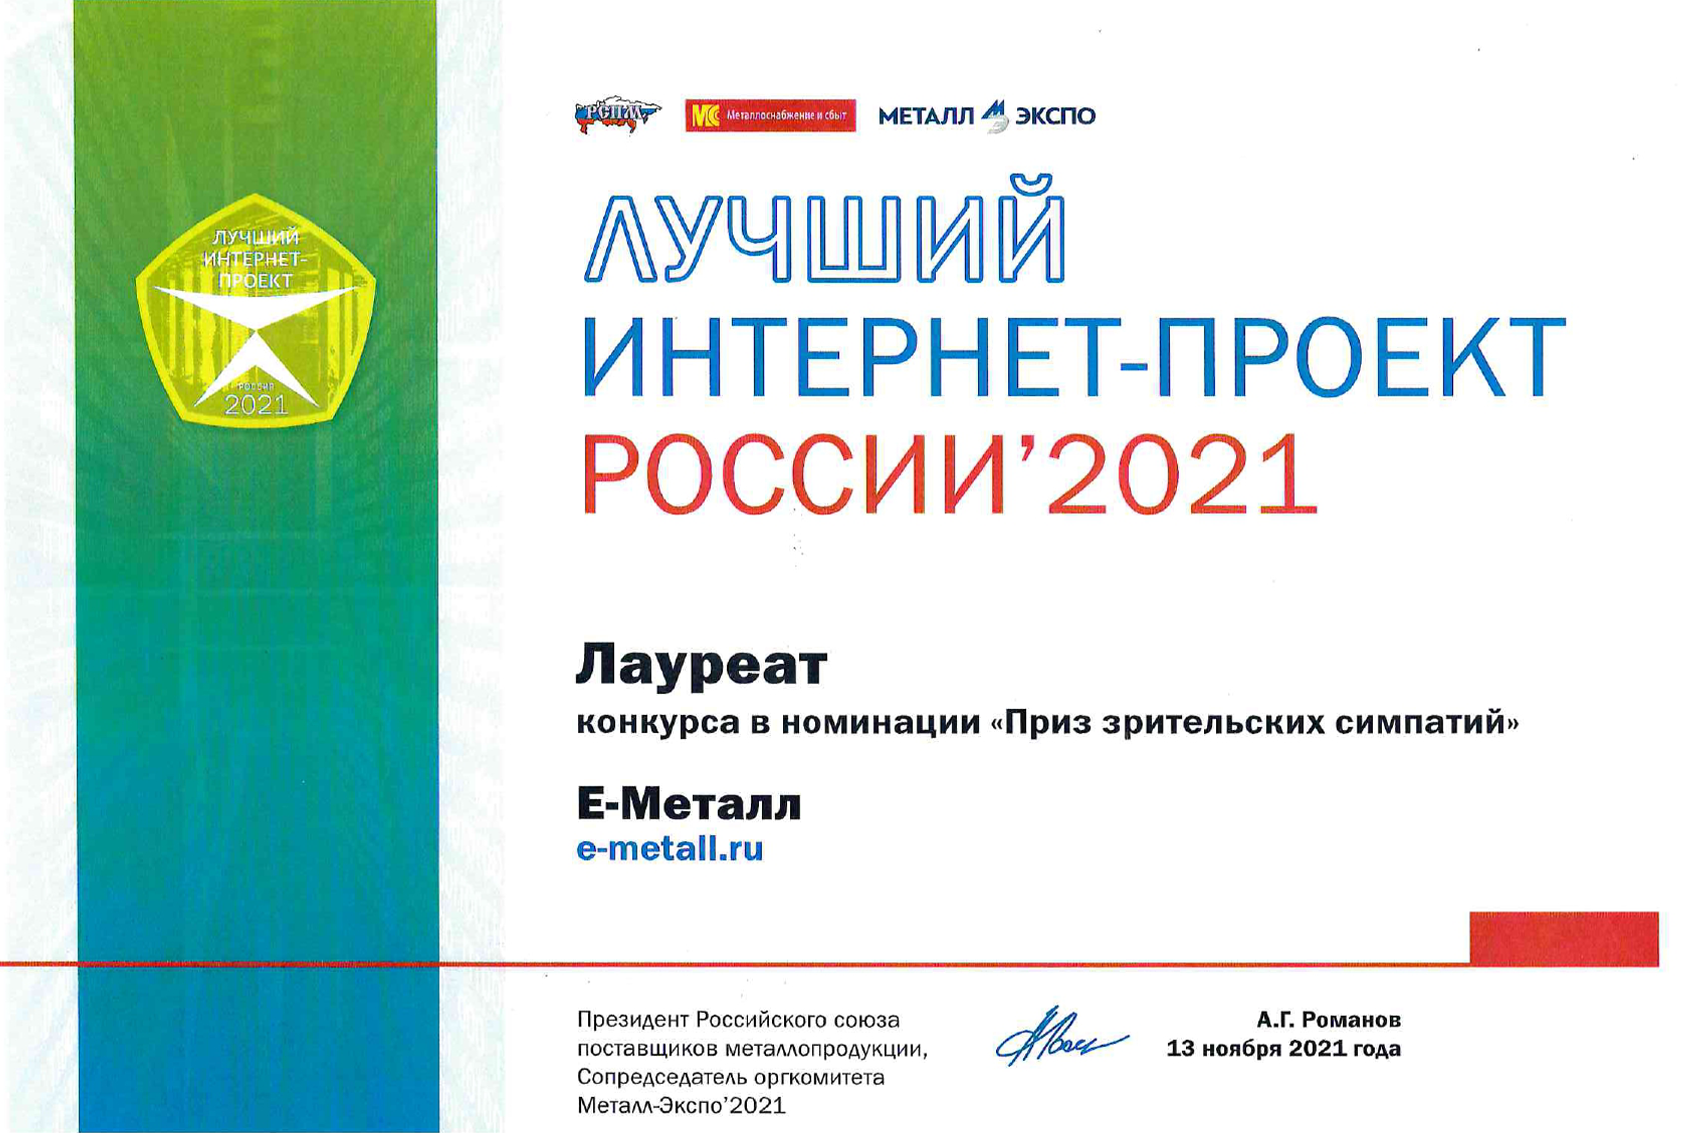 РСПМ
МС Металлоснабжение и сбыт
МЕТАЛЛ ЭКСПО
ЛУЧШИЙ
ИНТЕРНЕТ-
ПРОЕКТ
РОССИЯ
2021
ЛУЧШИЙ
ИНТЕРНЕТ-ПРОЕКТ
РОССИИ’2021
Лауреат
конкурса в номинации «Приз зрительских симпатий»
Е-Металл
e-metall.ru
Президент Российского союза
поставщиков металлопродукции,
Сопредседатель оргкомитета
Металл-Экспо’2021
А.Г. Романов
13 ноября 2021 года